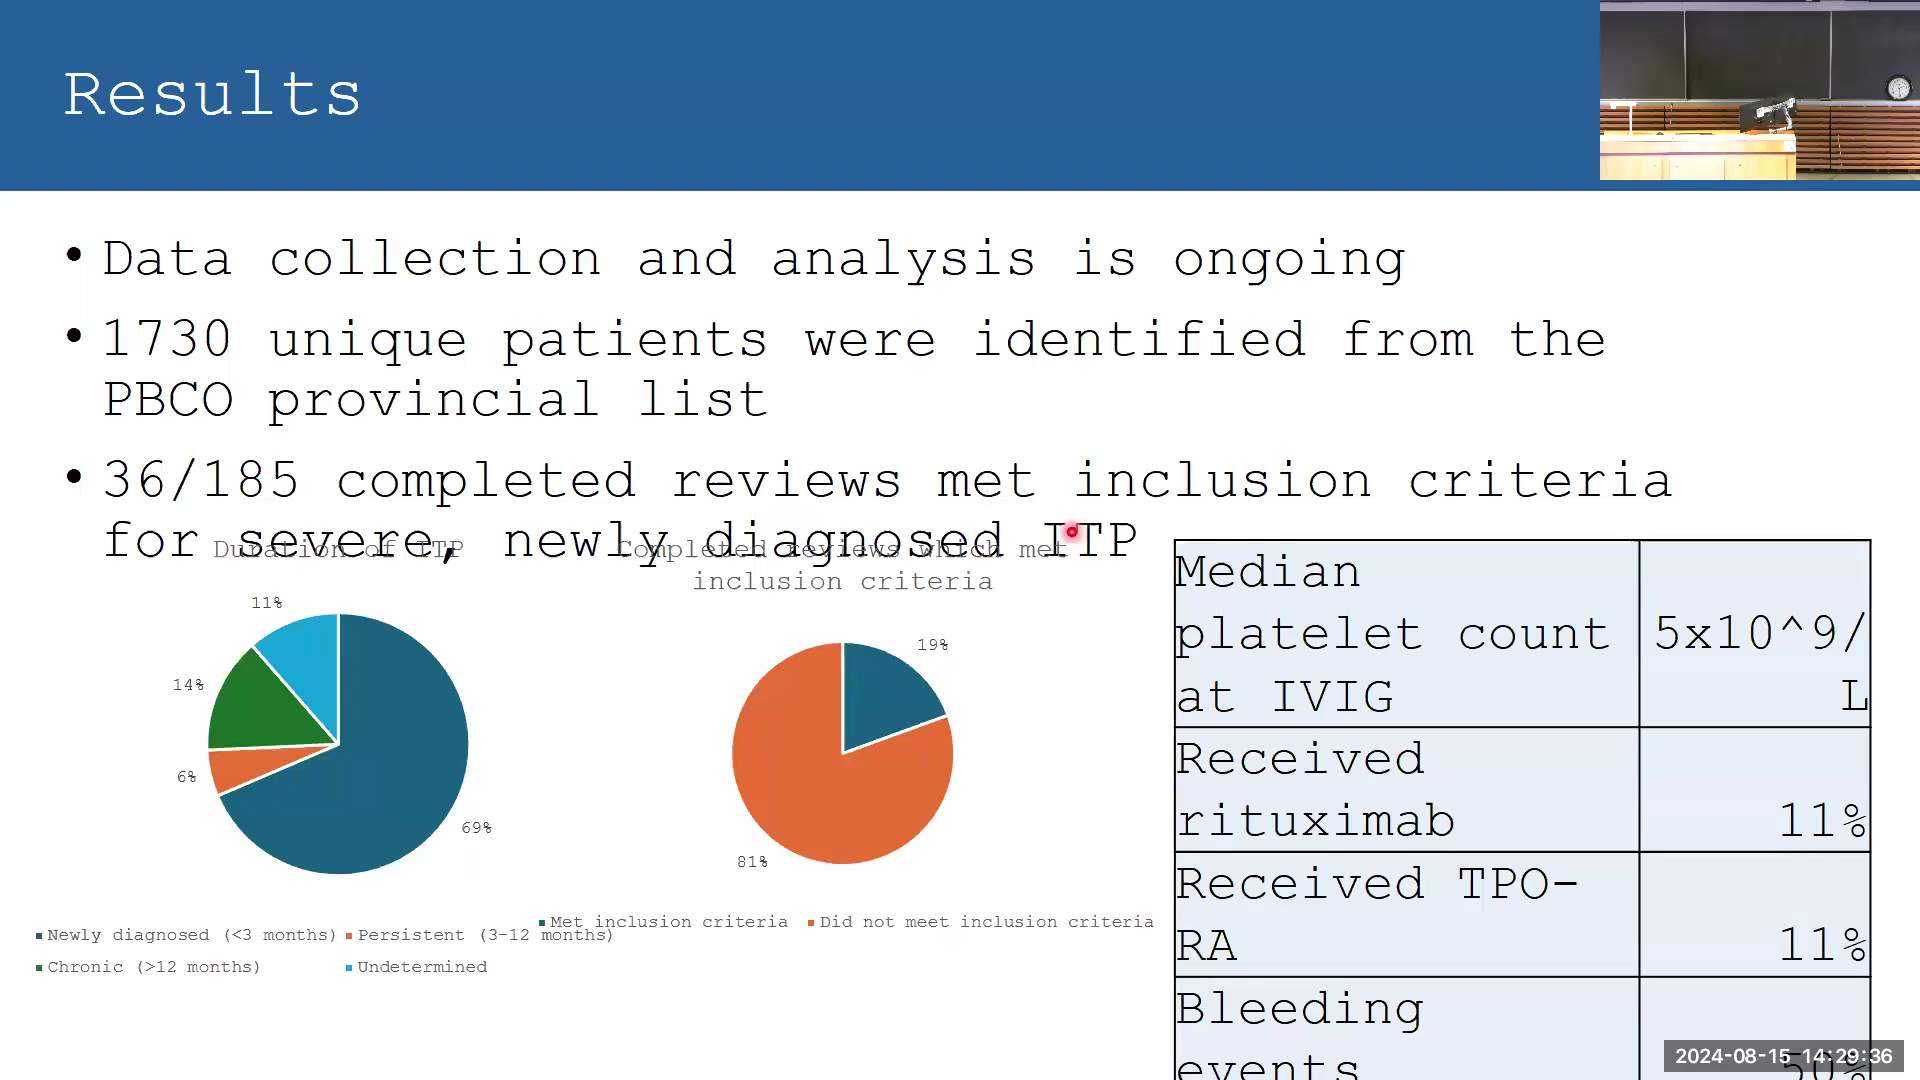 Results
• Data collection and analysis is ongoing
• 1730 unique patients were identified from the
PBCO provincial list
• 36/185 completed reviews met inclusion criteria
for severe, newly diagnosed ITP
Duration of ITP
11%
14%
6%
69%
Newly diagnosed (<3 months)
Persistent (3-12 months)
Chronic (>12 months)
Undetermined
Completed reviews which met
inclusion criteria
19%
81%
Met inclusion criteria
Did not meet inclusion criteria
Median
platelet count
at IVIG
5x10^9/
L
Received
rituximab
11%
Received TPO-
RA
11%
Bleeding
events
50%
2024-08-15 14:29:36